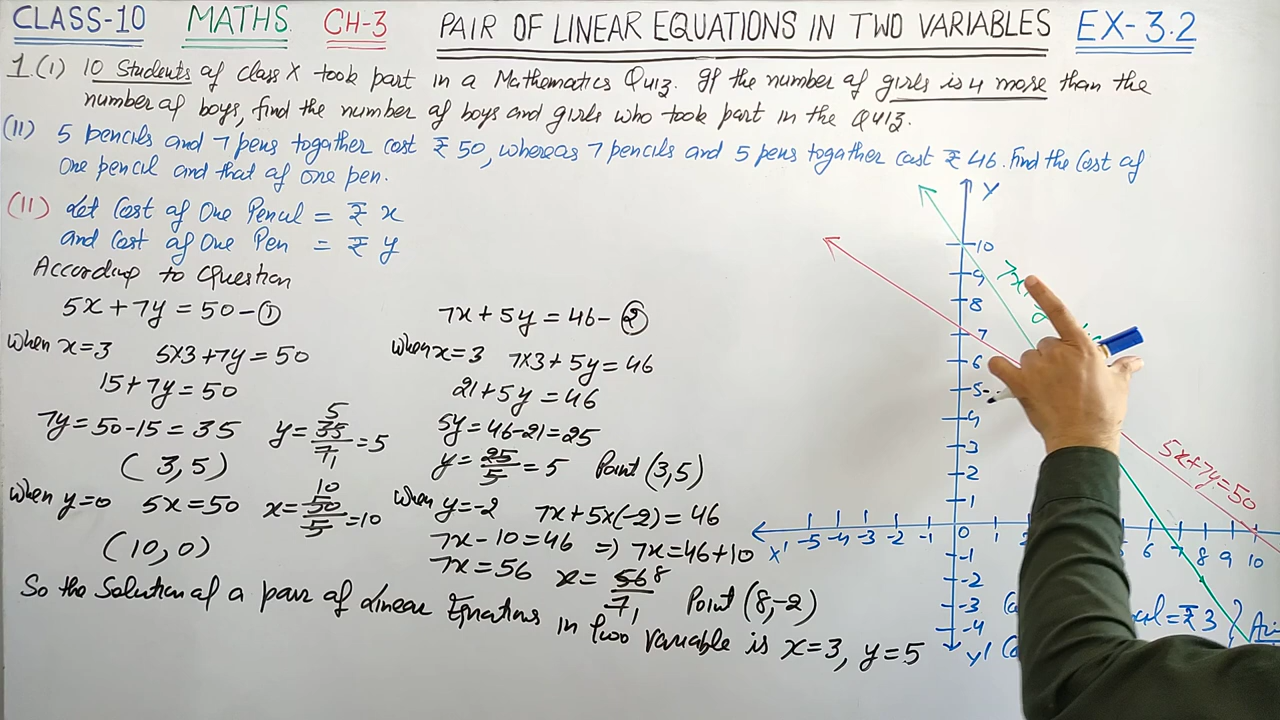 CLASS-10 MATHS CH-3 PAIR OF LINEAR EQUATIONS IN TWO VARIABLES EX-3.2
1.(i) 10 Students of class X took part in a Mathematics Quiz. If the number of girls is 4 more than the
number of boys, find the number of boys and girls who took part in the Quiz.
(II) 5 pencils and 7 pens togather cost ₹ 50, whereas 7 pencils and 5 pens togather cost ₹ 46. Find the Cost of
One pencil and that of one pen.
(II) Let Cost of One Pencil = ₹ x
and Cost of One Pen = ₹ y
According to Question
5x+7y=50-①
when x=3 5x3+7y=50
15+7y=50
7y=50-15=35 y=35/7=5
5
1
(3,5)
when y=0 5x=50 x=50/5=10
10
(10,0)
7x+5y=46-②
when x=3 7x3+5y=46
21+5y=46
5y=46-21=25
y=25/5=5 Point (3,5)
when y=-2 7x+5x(-2)=46
7x-10=46 => 7x=46+10
7x=56 x=56/7
8
1
Point (8,-2)
So the Solution of a pair of Linear Equations in two variable is x=3, y=5
Y
10
9
8
7
6
5
4
3
2
1
7x
5x+7y=50
X' -5 -4 -3 -2 -1 0 1 6 7 8 9 10
-1
-2
-3
-4
Y'
=₹3